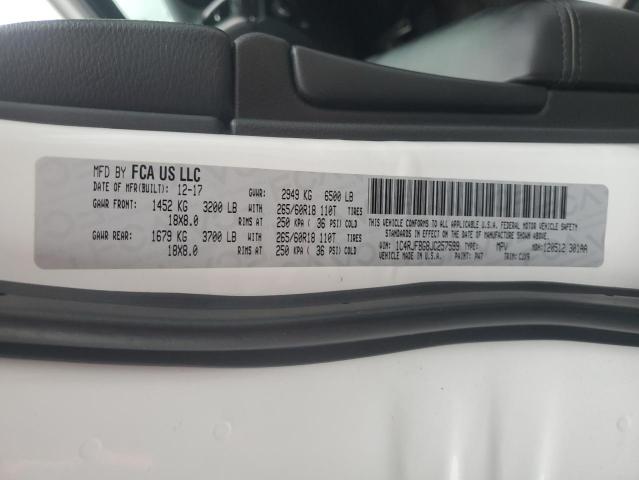 MFD BY FCA US LLC
DATE OF MFR(BUILT): 12-17 GVWR: 2949 KG 6500 LB
GAWR FRONT: 1452 KG 3200 LB WITH 265/60R18 110T TIRES
18X8.0 RIMS AT 250 KPA ( 36 PSI) COLD
GAWR REAR: 1679 KG 3700 LB WITH 265/60R18 110T TIRES
18X8.0 RIMS AT 250 KPA ( 36 PSI) COLD
THIS VEHICLE CONFORMS TO ALL APPLICABLE U.S.A. FEDERAL MOTOR VEHICLE SAFETY
STANDARDS IN EFFECT ON THE DATE OF MANUFACTURE SHOWN ABOVE.
VIN: 1C4RJFBG8JC257589 TYPE: MPV MDH: 120512 301AA
VEHICLE MADE IN U.S.A. PAINT: PW7 TRIM: